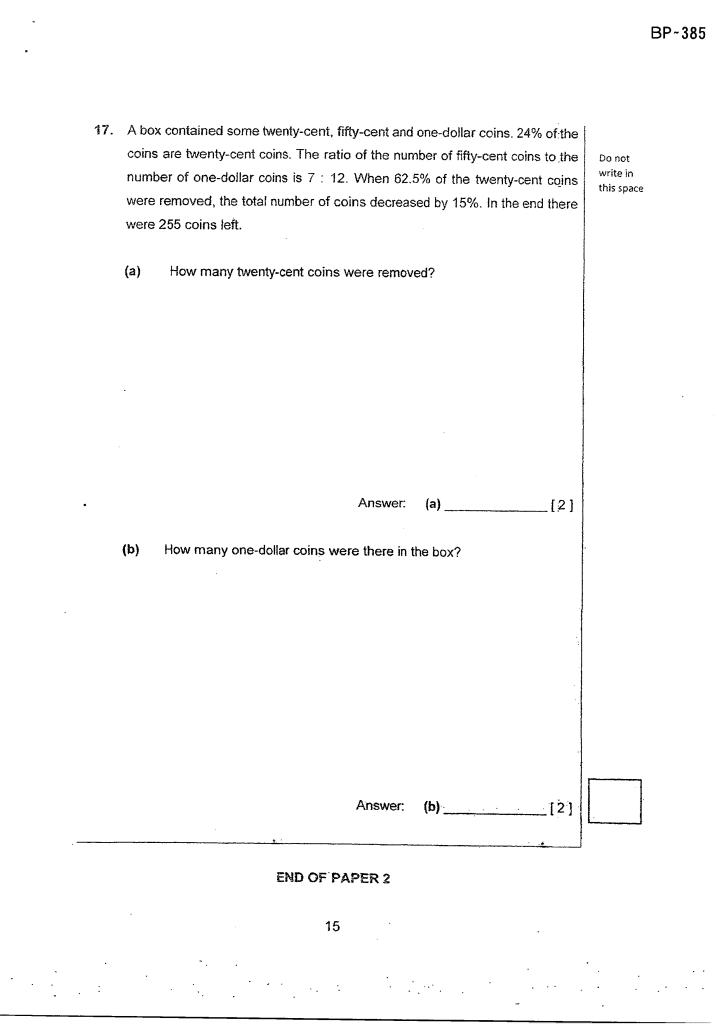 BP-385
17. A box contained some twenty-cent, fifty-cent and one-dollar coins. 24% of the
coins are twenty-cent coins. The ratio of the number of fifty-cent coins to the
number of one-dollar coins is 7 : 12. When 62.5% of the twenty-cent coins
were removed, the total number of coins decreased by 15%. In the end there
were 255 coins left.
Do not
write in
this space
(a) How many twenty-cent coins were removed?
Answer: (a) ______________ [2]
(b) How many one-dollar coins were there in the box?
Answer: (b) ______________ [2]
END OF PAPER 2
15